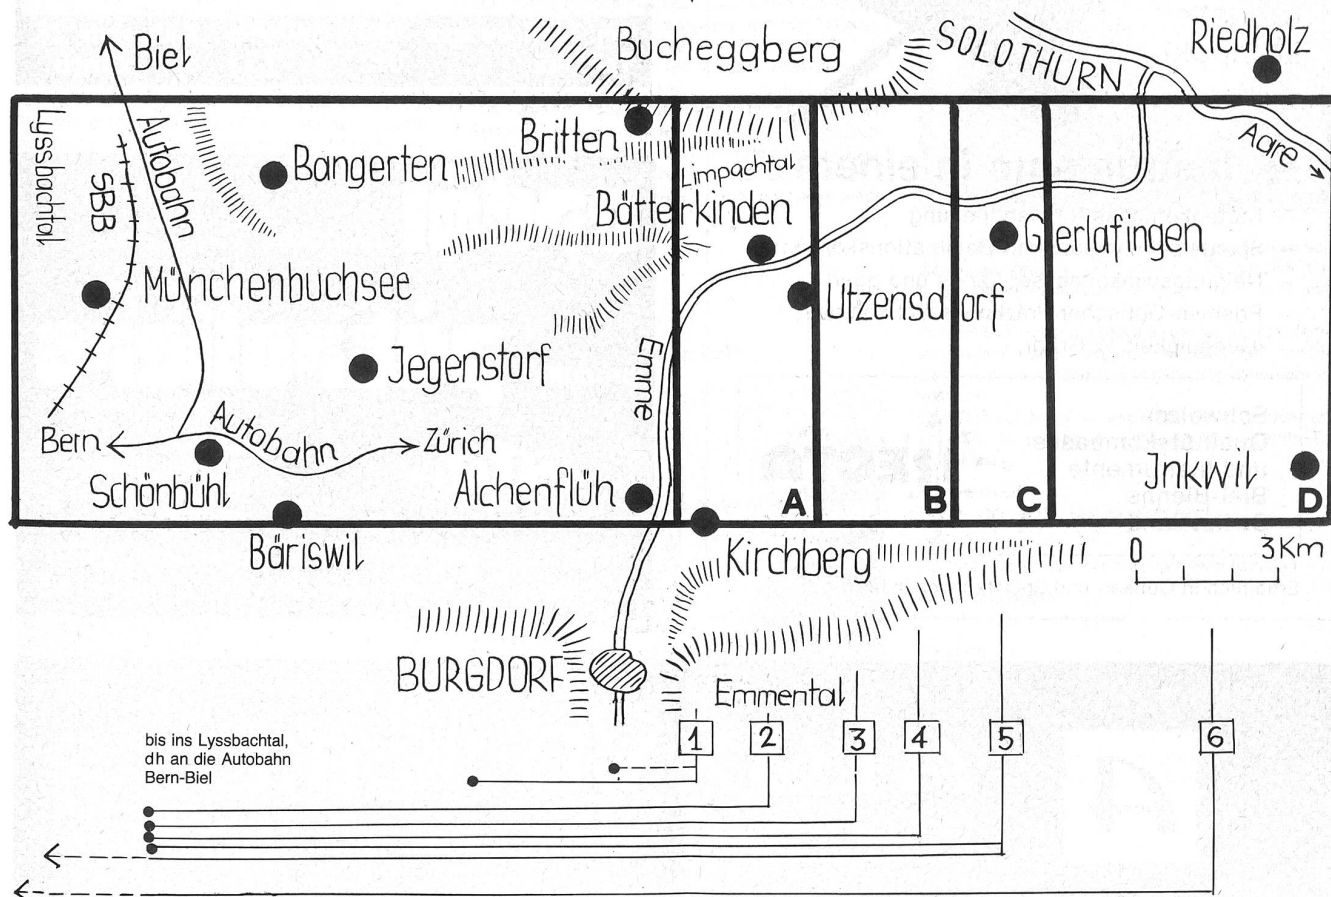 Biel
Bucheggberg
SOLOTHURN
Riedholz
Lyssbachtal
SBB
Autobahn
Bangerten
Britten
Limpachtal
Aare
Bätterkinden
Gerlafingen
Münchenbuchsee
Utzensdorf
Jegenstorf
Emme
Bern
Autobahn
Zürich
Schönbühl
Alchenflüh
Jnkwil
A
B
C
D
Bäriswil
Kirchberg
0
3Km
BURGDORF
Emmental
1
2
3
4
5
6
bis ins Lyssbachtal,
dh an die Autobahn
Bern-Biel